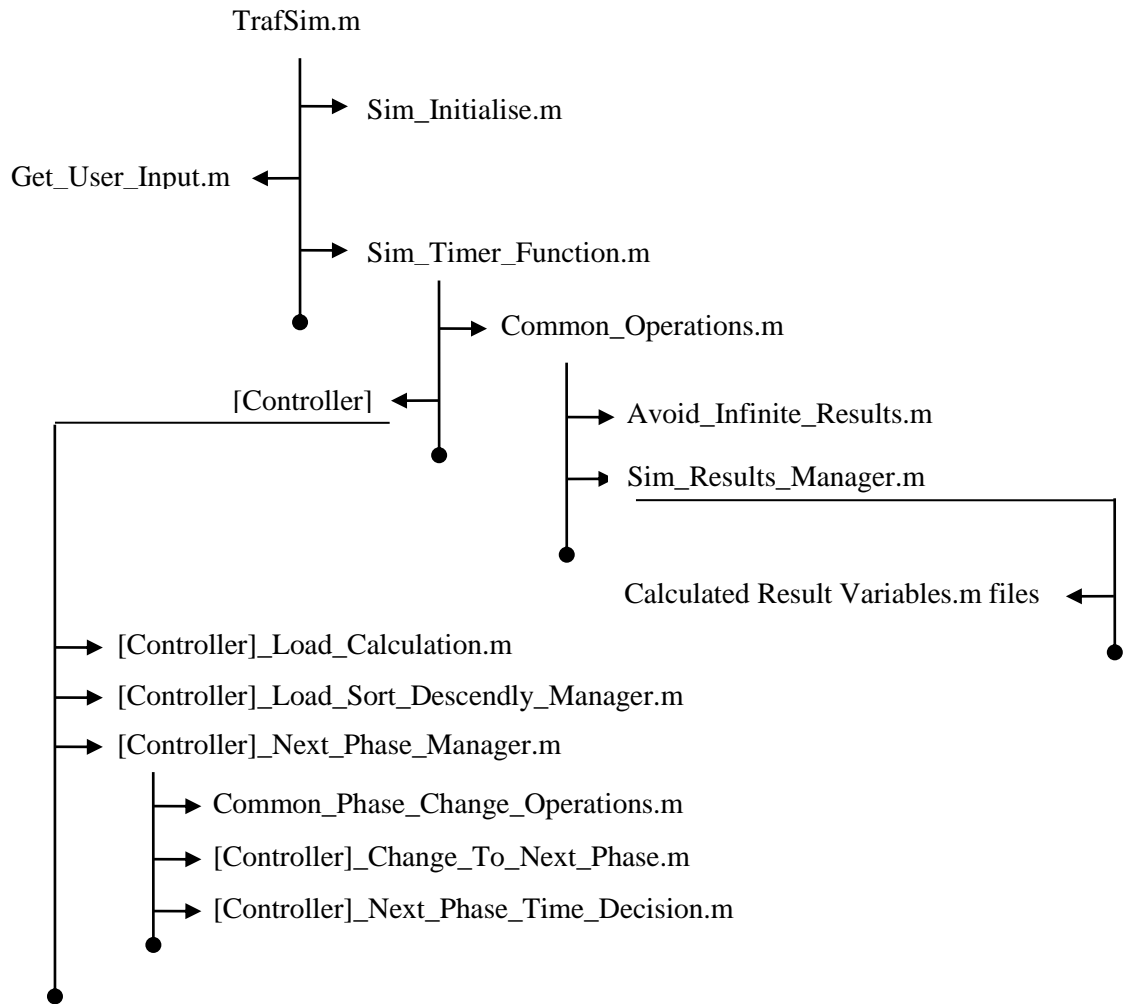 TrafSim.m
Sim_Initialise.m
Get_User_Input.m
Sim_Timer_Function.m
Common_Operations.m
[Controller]
Avoid_Infinite_Results.m
Sim_Results_Manager.m
Calculated Result Variables.m files
[Controller]_Load_Calculation.m
[Controller]_Load_Sort_Descendly_Manager.m
[Controller]_Next_Phase_Manager.m
Common_Phase_Change_Operations.m
[Controller]_Change_To_Next_Phase.m
[Controller]_Next_Phase_Time_Decision.m